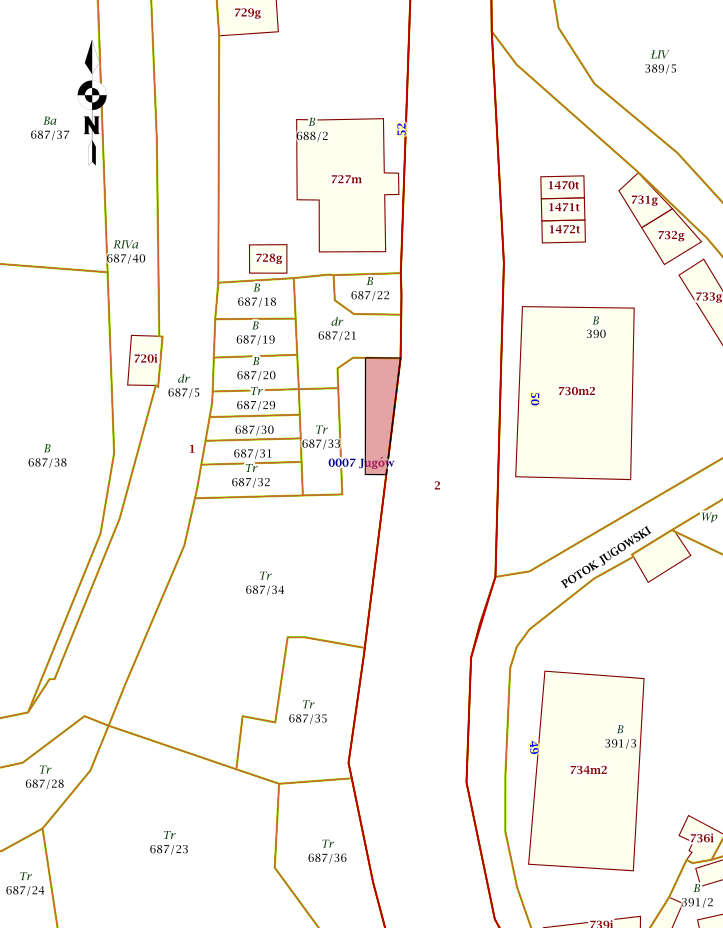 729g
ŁIV
389/5
Ba
687/37
N
B
688/2
52
727m
1470t
1471t
1472t
731g
732g
733g
RIVa
687/40
728g
B
687/18
B
687/22
B
687/19
dr
687/21
B
390
720i
B
687/20
dr
687/5
Tr
687/29
50
730m2
687/30
Tr
687/33
1
687/31
B
687/38
0007 Jugów
Tr
687/32
2
Wp
POTOK JUGOWSKI
Tr
687/34
Tr
687/35
B
391/3
49
734m2
Tr
687/28
Tr
687/23
Tr
687/36
736i
Tr
687/24
B
391/2
739i